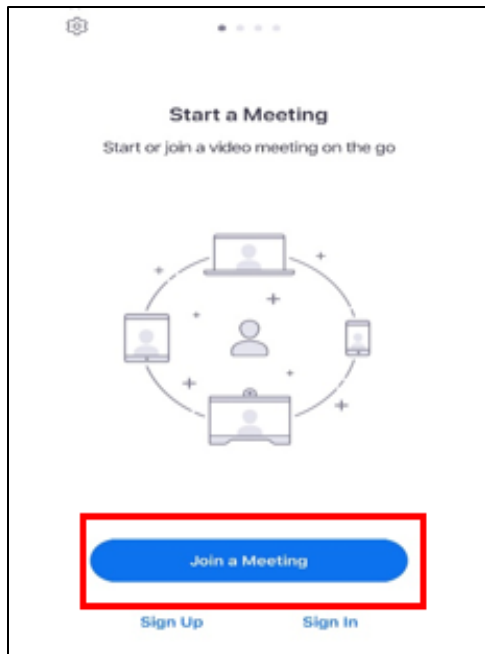 Start a Meeting
Start or join a video meeting on the go
Join a Meeting
Sign Up
Sign In